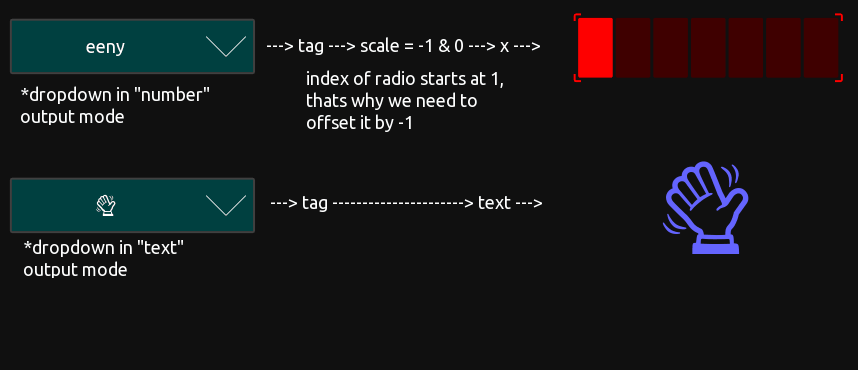 eeny
---> tag ---> scale = -1 & 0 ---> x --->
index of radio starts at 1,
thats why we need to
offset it by -1
*dropdown in "number"
output mode
---> tag ----------------------> text --->
*dropdown in "text"
output mode